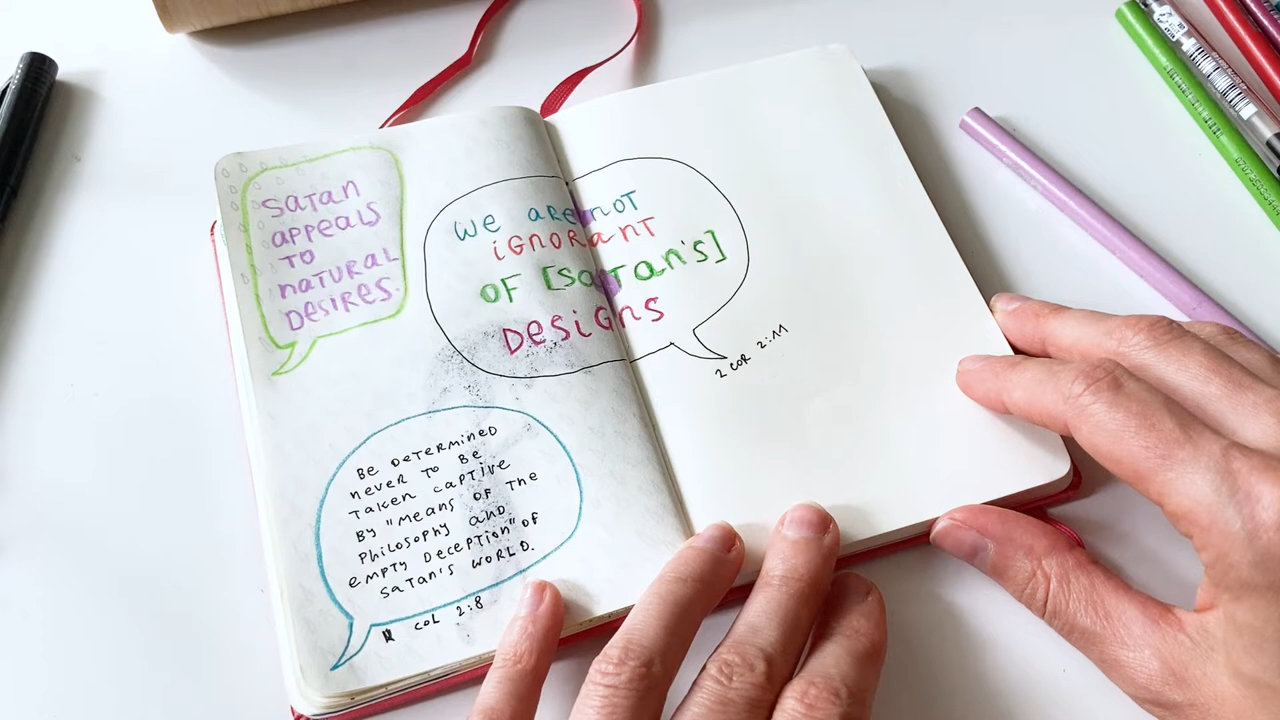 satan
appeals
TO
natural
Desires.
we are not
ignorant
OF [satan's]
Designs
2 COR 2:11
Be Determined
never to be
taken captive
By "means of the
philosophy and
empty deception" of
satan's world.
COL 2:8